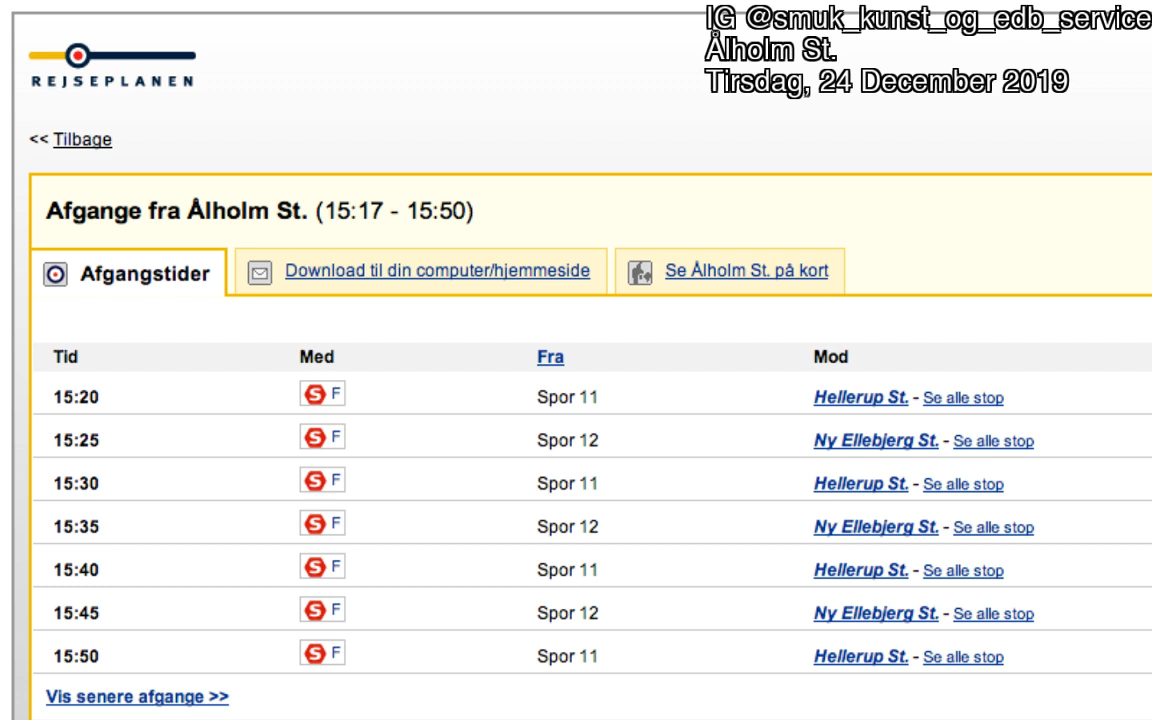 IG @smuk_kunst_og_edb_service
Ålholm St.
Tirsdag, 24 December 2019
REJSEPLANEN
<< Tilbage
Afgange fra Ålholm St. (15:17 - 15:50)
Afgangstider Download til din computer/hjemmeside Se Ålholm St. på kort
Tid Med Fra Mod
15:20 S F Spor 11 Hellerup St. - Se alle stop
15:25 S F Spor 12 Ny Ellebjerg St. - Se alle stop
15:30 S F Spor 11 Hellerup St. - Se alle stop
15:35 S F Spor 12 Ny Ellebjerg St. - Se alle stop
15:40 S F Spor 11 Hellerup St. - Se alle stop
15:45 S F Spor 12 Ny Ellebjerg St. - Se alle stop
15:50 S F Spor 11 Hellerup St. - Se alle stop
Vis senere afgange >>